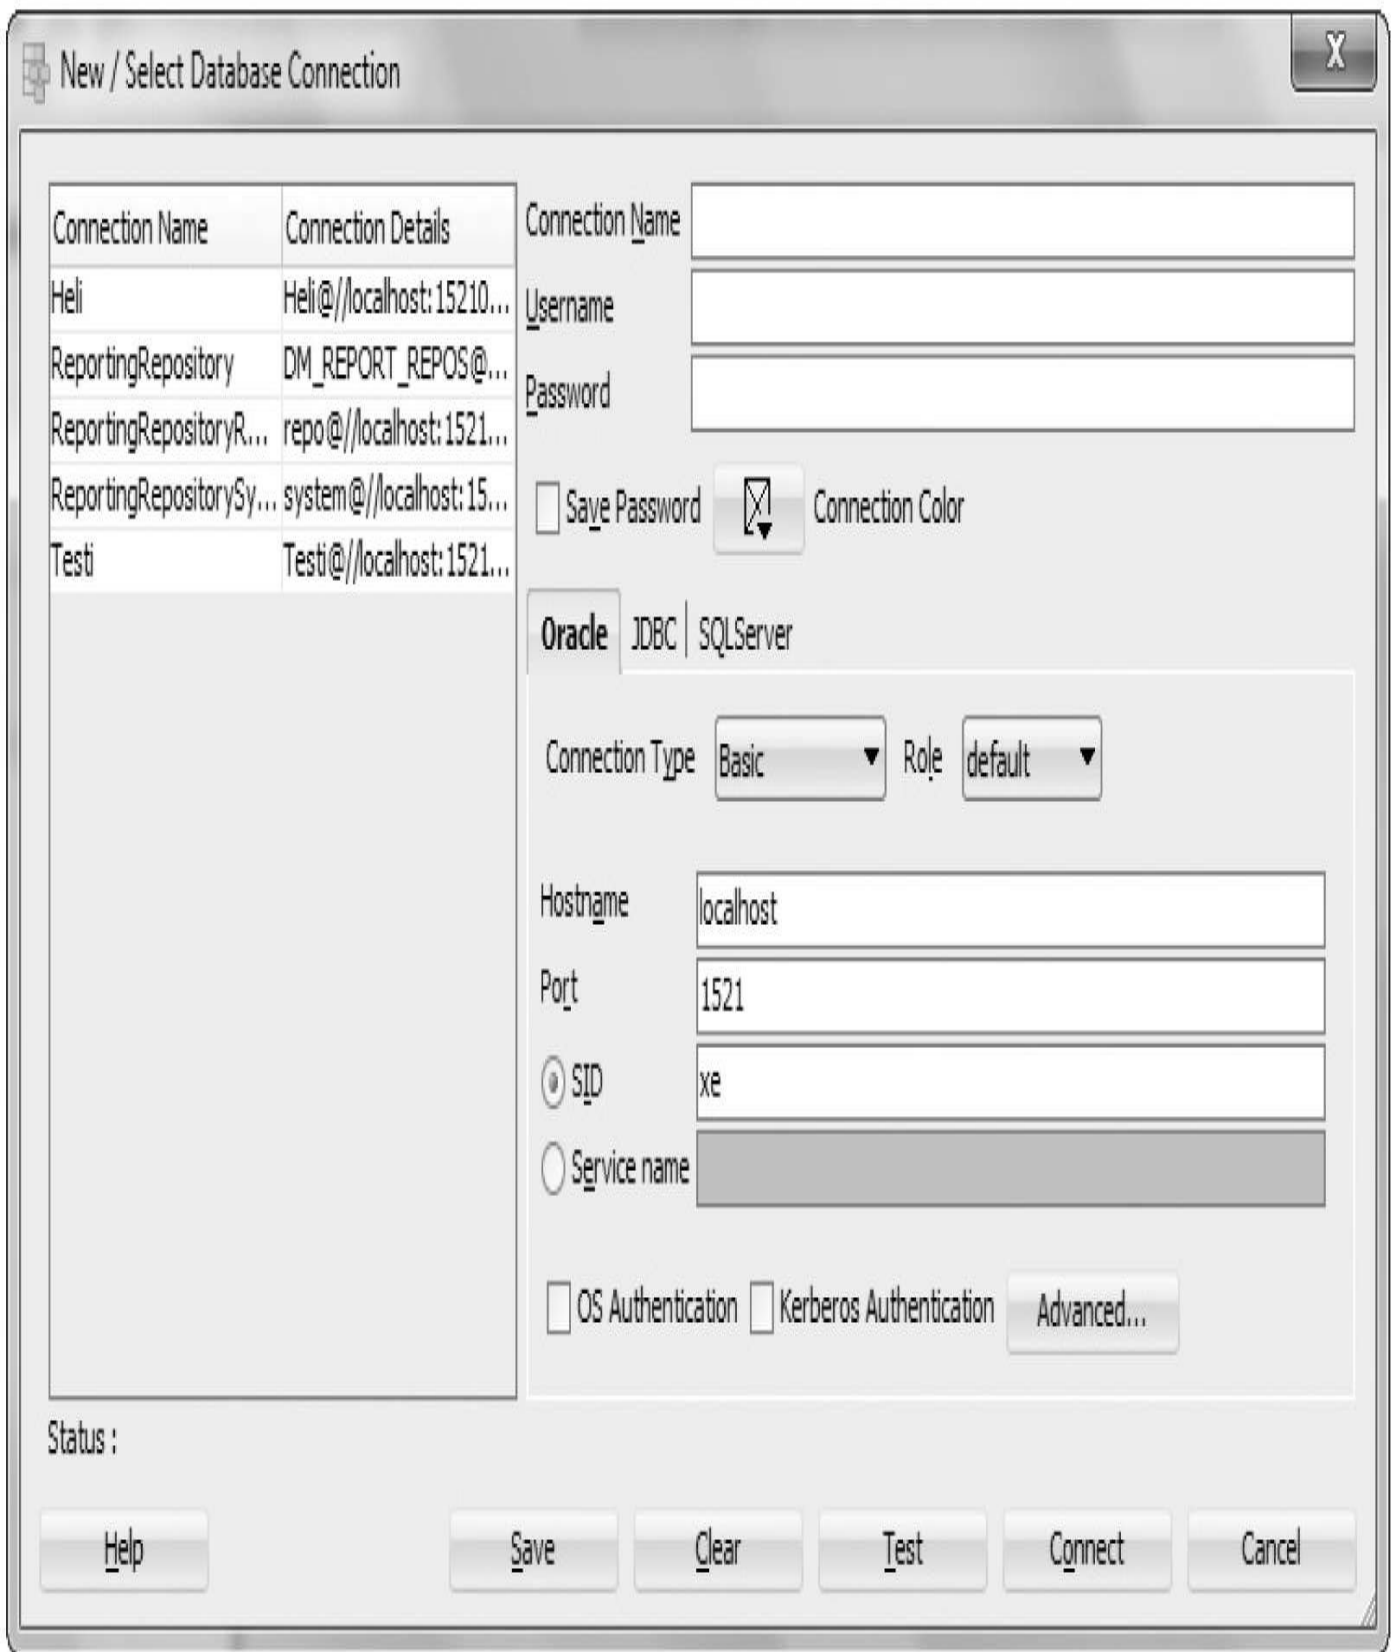 New / Select Database Connection
X
Connection Name Connection Details
Heli Heli@//localhost:15210...
ReportingRepository DM_REPORT_REPOS@...
ReportingRepositoryR... repo@//localhost:1521...
ReportingRepositorySy... system@//localhost:15...
Testi Testi@//localhost:1521...
Connection Name
Username
Password
Save Password Connection Color
Oracle JDBC SQLServer
Connection Type Basic Role default
Hostname localhost
Port 1521
SID xe
Service name
OS Authentication Kerberos Authentication Advanced...
Status :
Help Save Clear Test Connect Cancel